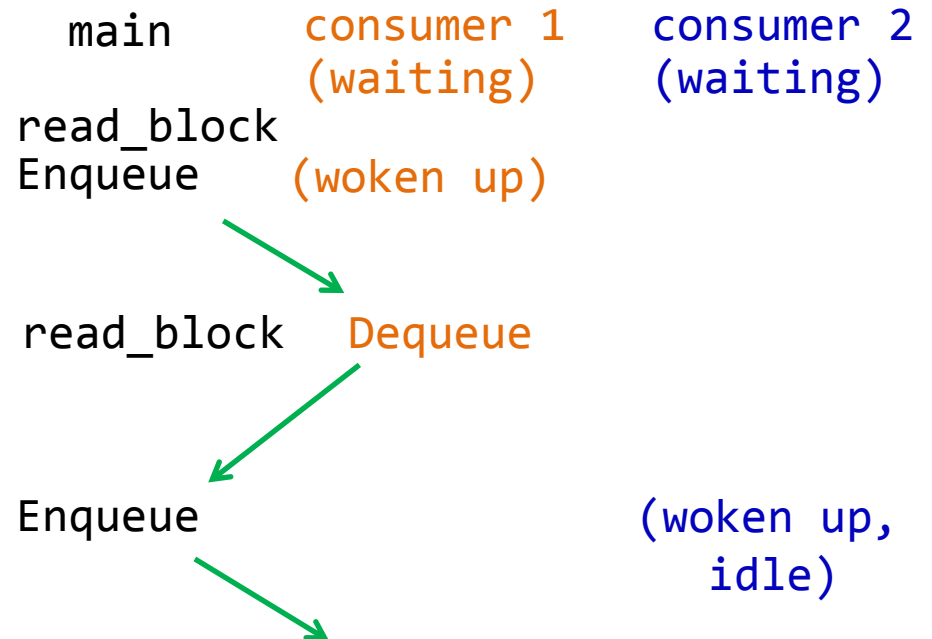 main consumer 1 consumer 2
(waiting) (waiting)
read_block
Enqueue (woken up)
read_block Dequeue
Enqueue (woken up,
idle)